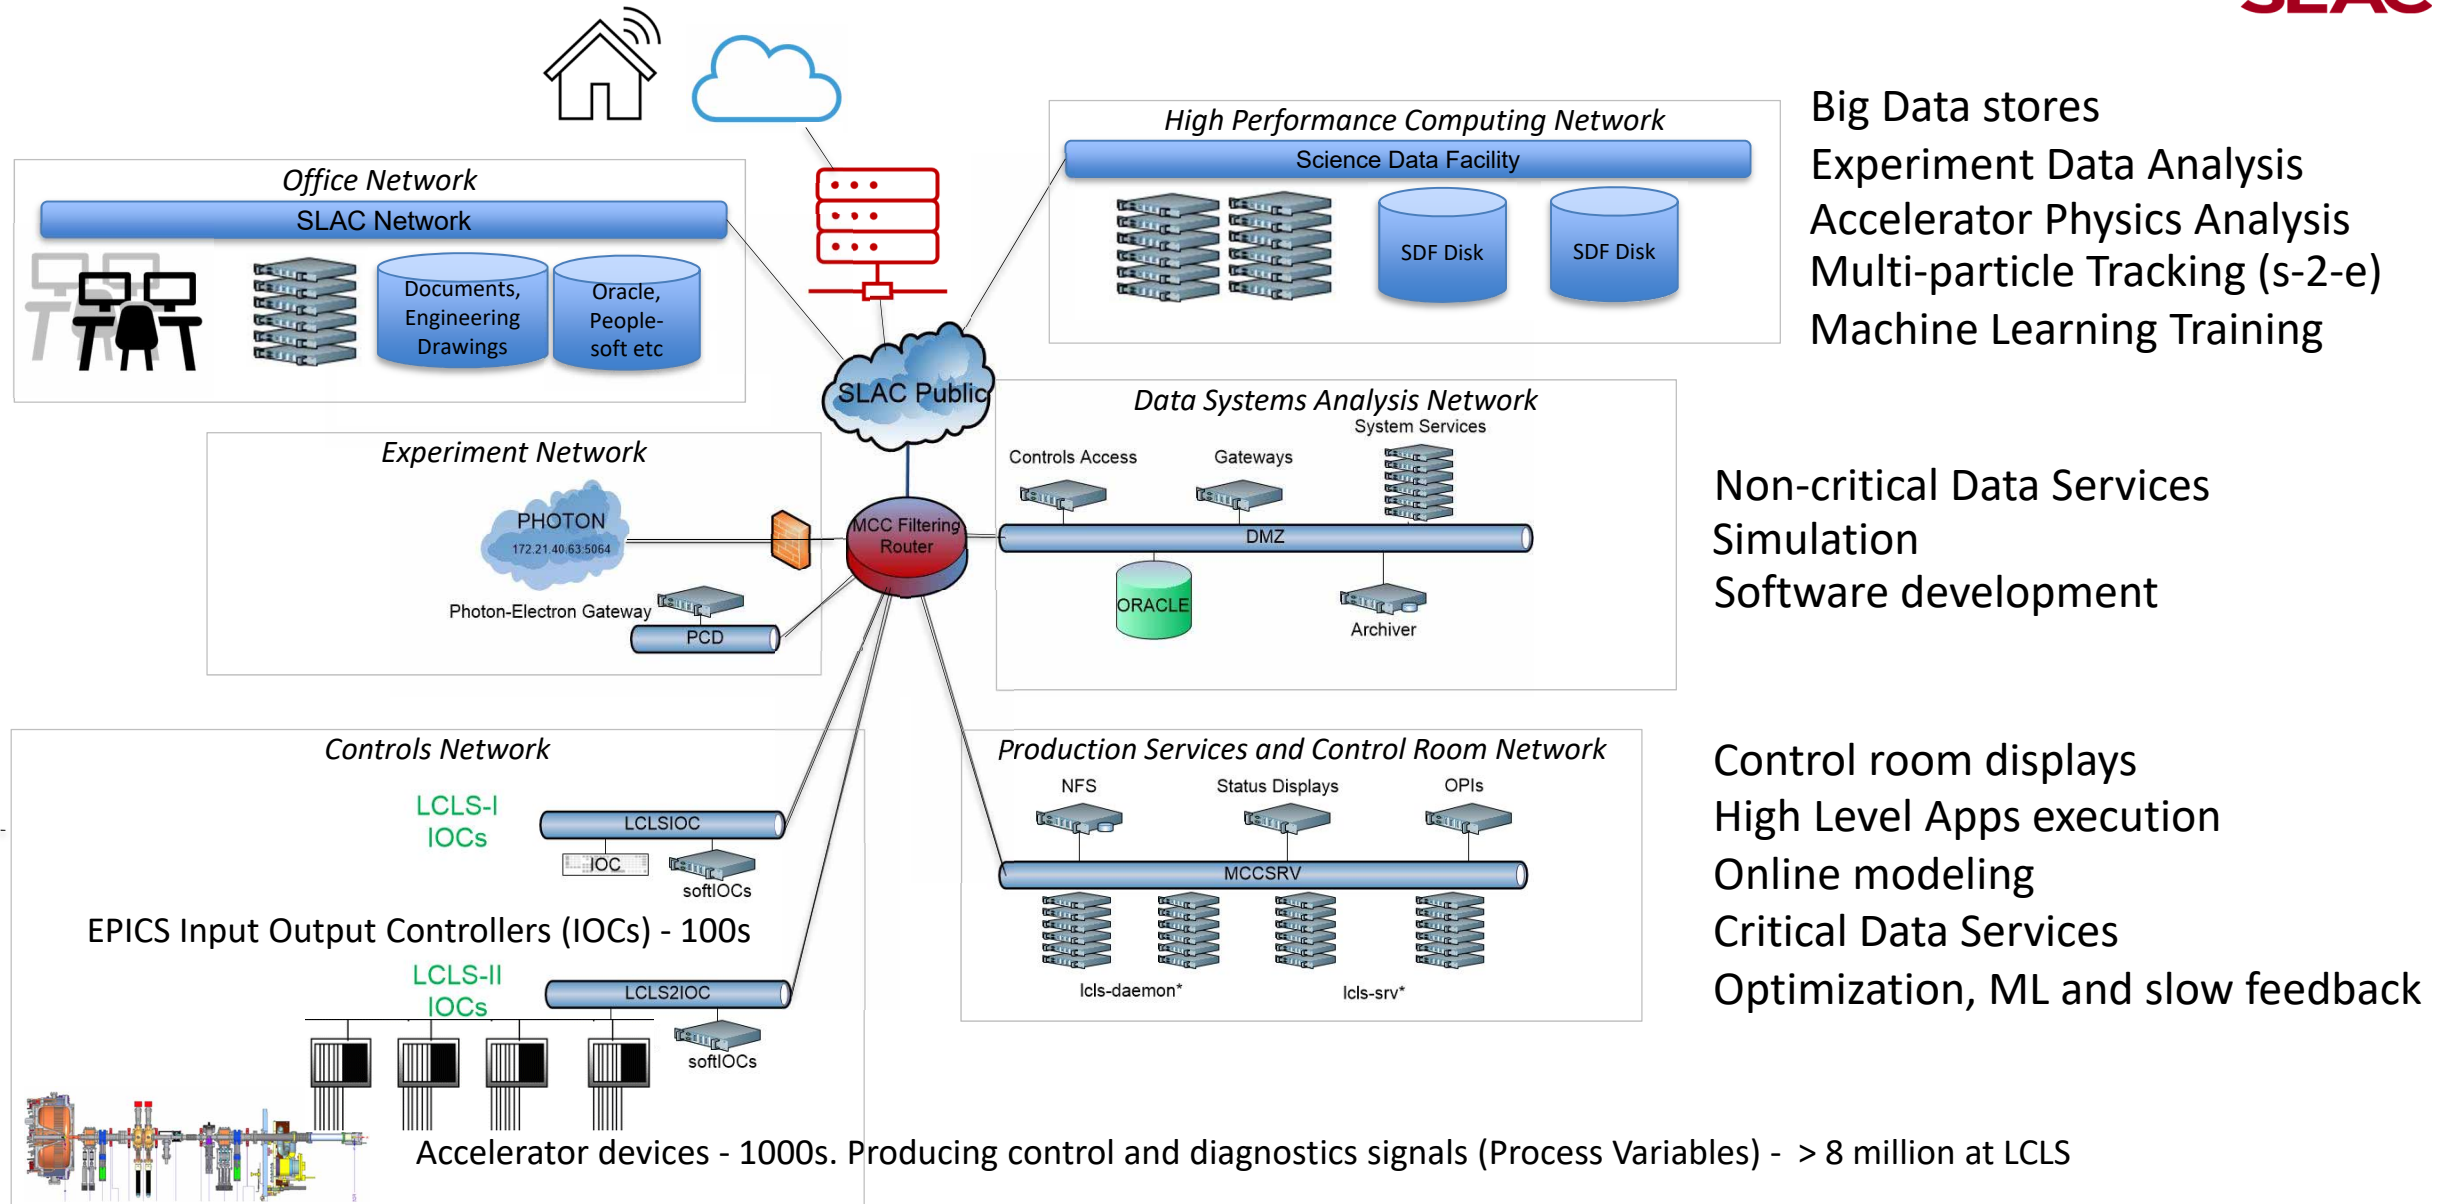 SLAC
High Performance Computing Network
Science Data Facility
SDF Disk
SDF Disk
Big Data stores
Experiment Data Analysis
Accelerator Physics Analysis
Multi-particle Tracking (s-2-e)
Machine Learning Training
Office Network
SLAC Network
Documents,
Engineering
Drawings
Oracle,
People-
soft etc
SLAC Public
Experiment Network
PHOTON
172.21.40.63:5064
Photon-Electron Gateway
PCD
MCC Filtering
Router
Data Systems Analysis Network
System Services
Controls Access
Gateways
DMZ
ORACLE
Archiver
Non-critical Data Services
Simulation
Software development
Controls Network
LCLS-I
IOCs
LCLSIOC
IOC
softIOCs
EPICS Input Output Controllers (IOCs) - 100s
LCLS-II
IOCs
LCLS2IOC
softIOCs
Production Services and Control Room Network
NFS
Status Displays
OPIs
MCCSRV
lcls-daemon*
lcls-srv*
Control room displays
High Level Apps execution
Online modeling
Critical Data Services
Optimization, ML and slow feedback
Accelerator devices - 1000s. Producing control and diagnostics signals (Process Variables) - > 8 million at LCLS